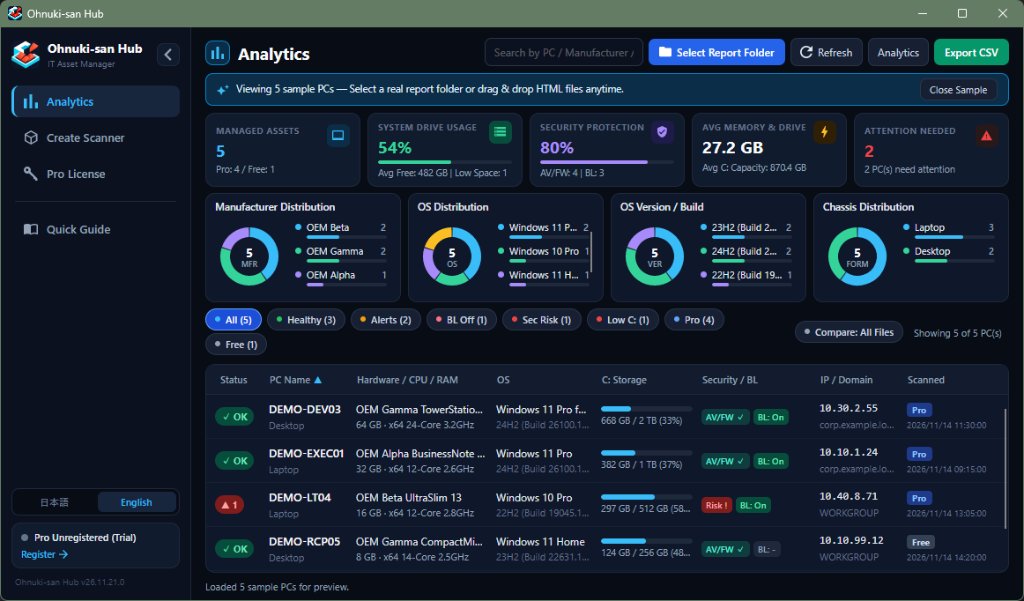 Ohnuki-san Hub
Ohnuki-san Hub
IT Asset Manager
Analytics
Create Scanner
Pro License
Quick Guide
日本語
English
Pro Unregistered (Trial)
Register →
Ohnuki-san Hub v26.11.21.0
Analytics
Search by PC / Manufacturer /
Select Report Folder
Refresh
Analytics
Export CSV
Viewing 5 sample PCs — Select a real report folder or drag & drop HTML files anytime.
Close Sample
MANAGED ASSETS
5
Pro: 4 / Free: 1
SYSTEM DRIVE USAGE
54%
Avg Free: 482 GB | Low Space: 1
SECURITY PROTECTION
80%
AV/FW: 4 | BL: 3
AVG MEMORY & DRIVE
27.2 GB
Avg C: Capacity: 870.4 GB
ATTENTION NEEDED
2
2 PC(s) need attention
Manufacturer Distribution
5
MFR
OEM Beta 2
OEM Gamma 2
OEM Alpha 1
OS Distribution
5
OS
Windows 11 P... 2
Windows 10 Pro 1
Windows 11 H... 1
OS Version / Build
5
VER
23H2 (Build 2... 2
24H2 (Build 2... 2
22H2 (Build 19... 1
Chassis Distribution
5
FORM
Laptop 3
Desktop 2
All (5)
Healthy (3)
Alerts (2)
BL Off (1)
Sec Risk (1)
Low C: (1)
Pro (4)
Free (1)
Compare: All Files
Showing 5 of 5 PC(s)
Status PC Name ▲ Hardware / CPU / RAM OS C: Storage Security / BL IP / Domain Scanned
✓ OK DEMO-DEV03 OEM Gamma TowerStatio... Windows 11 Pro f... AV/FW ✓ BL: On 10.30.2.55 Pro
Desktop 64 GB · x64 24-Core 3.2GHz 24H2 (Build 26100.1... 668 GB / 2 TB (33%) corp.example.lo... 2026/11/14 11:30:00
✓ OK DEMO-EXEC01 OEM Alpha BusinessNote ... Windows 11 Pro AV/FW ✓ BL: On 10.10.1.24 Pro
Laptop 32 GB · x64 12-Core 2.6GHz 24H2 (Build 26100.1... 382 GB / 1 TB (37%) corp.example.lo... 2026/11/14 09:15:00
▲ 1 DEMO-LT04 OEM Beta UltraSlim 13 Windows 10 Pro Risk ! BL: On 10.40.8.71 Pro
Laptop 16 GB · x64 12-Core 2.8GHz 22H2 (Build 19045.1... 297 GB / 512 GB (58... WORKGROUP 2026/11/14 13:05:00
✓ OK DEMO-RCP05 OEM Gamma CompactMi... Windows 11 Home AV/FW ✓ BL: - 10.10.99.12 Free
Desktop 8 GB · x64 14-Core 2.5GHz 23H2 (Build 22631.1... 124 GB / 256 GB (48... WORKGROUP 2026/11/14 14:20:00
Loaded 5 sample PCs for preview.